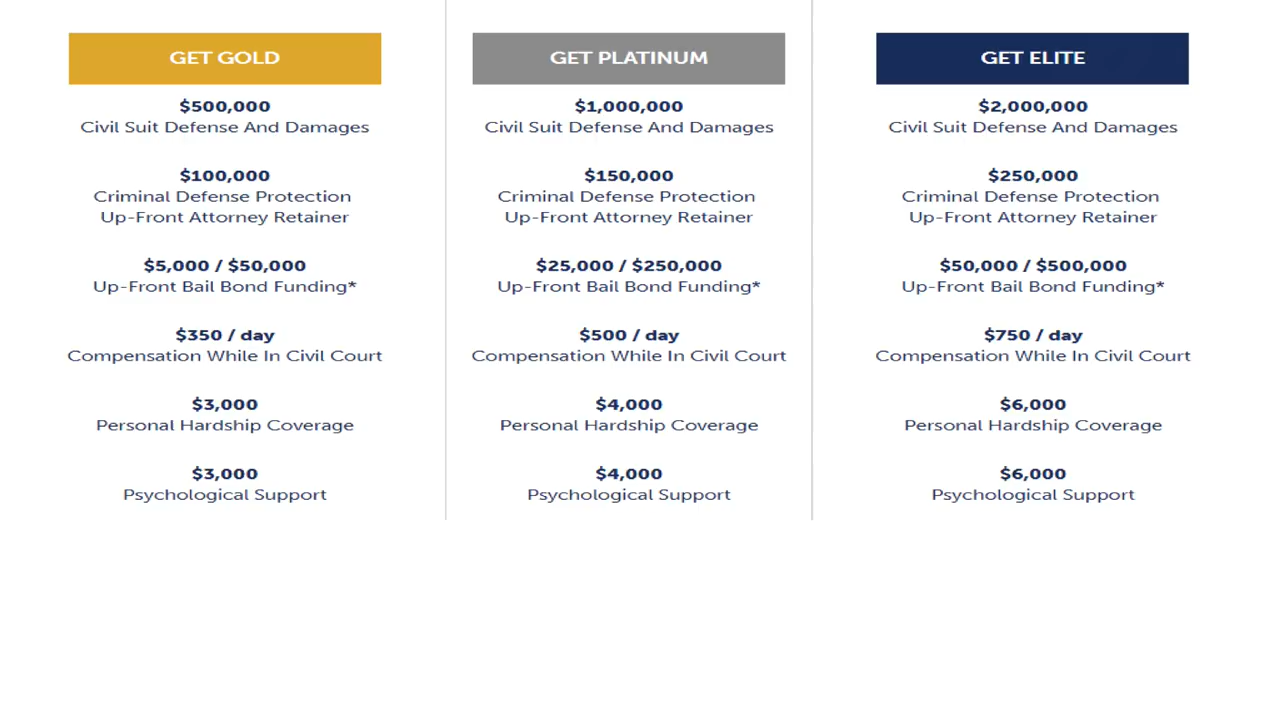 GET GOLD
$500,000
Civil Suit Defense And Damages
$100,000
Criminal Defense Protection
Up-Front Attorney Retainer
$5,000 / $50,000
Up-Front Bail Bond Funding*
$350 / day
Compensation While In Civil Court
$3,000
Personal Hardship Coverage
$3,000
Psychological Support
GET PLATINUM
$1,000,000
Civil Suit Defense And Damages
$150,000
Criminal Defense Protection
Up-Front Attorney Retainer
$25,000 / $250,000
Up-Front Bail Bond Funding*
$500 / day
Compensation While In Civil Court
$4,000
Personal Hardship Coverage
$4,000
Psychological Support
GET ELITE
$2,000,000
Civil Suit Defense And Damages
$250,000
Criminal Defense Protection
Up-Front Attorney Retainer
$50,000 / $500,000
Up-Front Bail Bond Funding*
$750 / day
Compensation While In Civil Court
$6,000
Personal Hardship Coverage
$6,000
Psychological Support